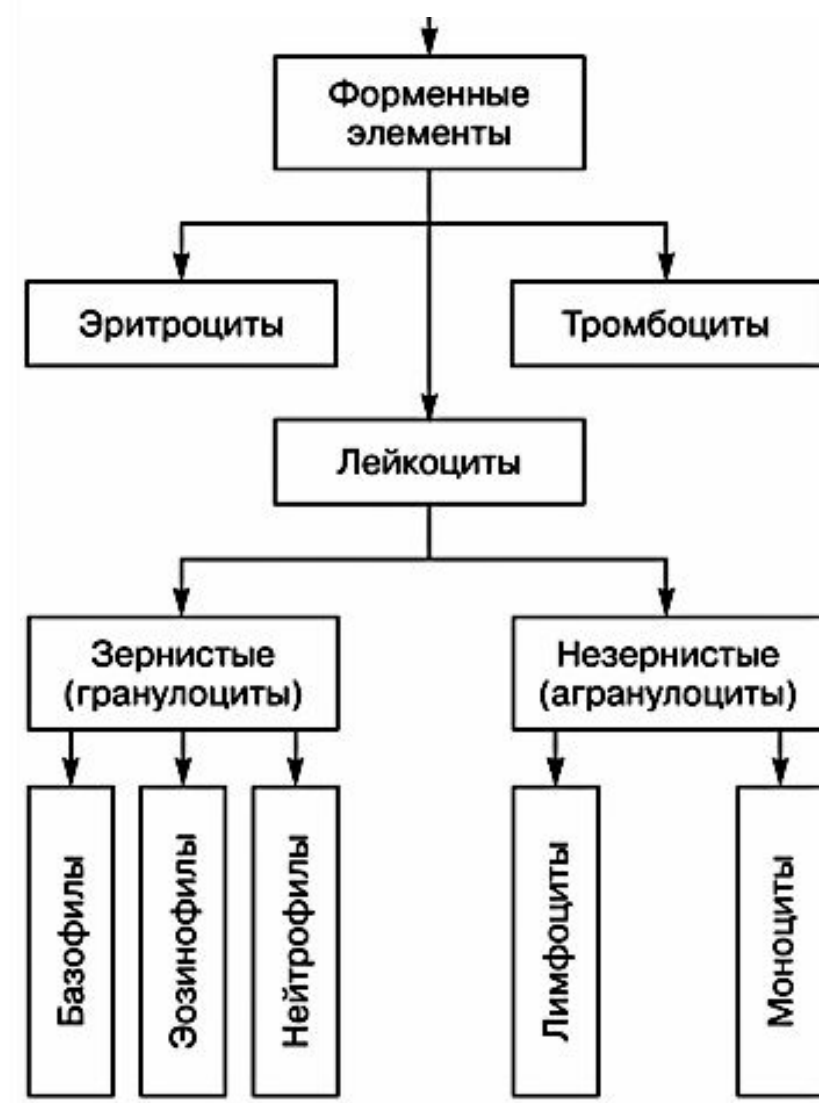 Форменные
элементы
Эритроциты
Тромбоциты
Лейкоциты
Зернистые
(гранулоциты)
Незернистые
(агранулоциты)
Базофилы
Эозинофилы
Нейтрофилы
Лимфоциты
Моноциты